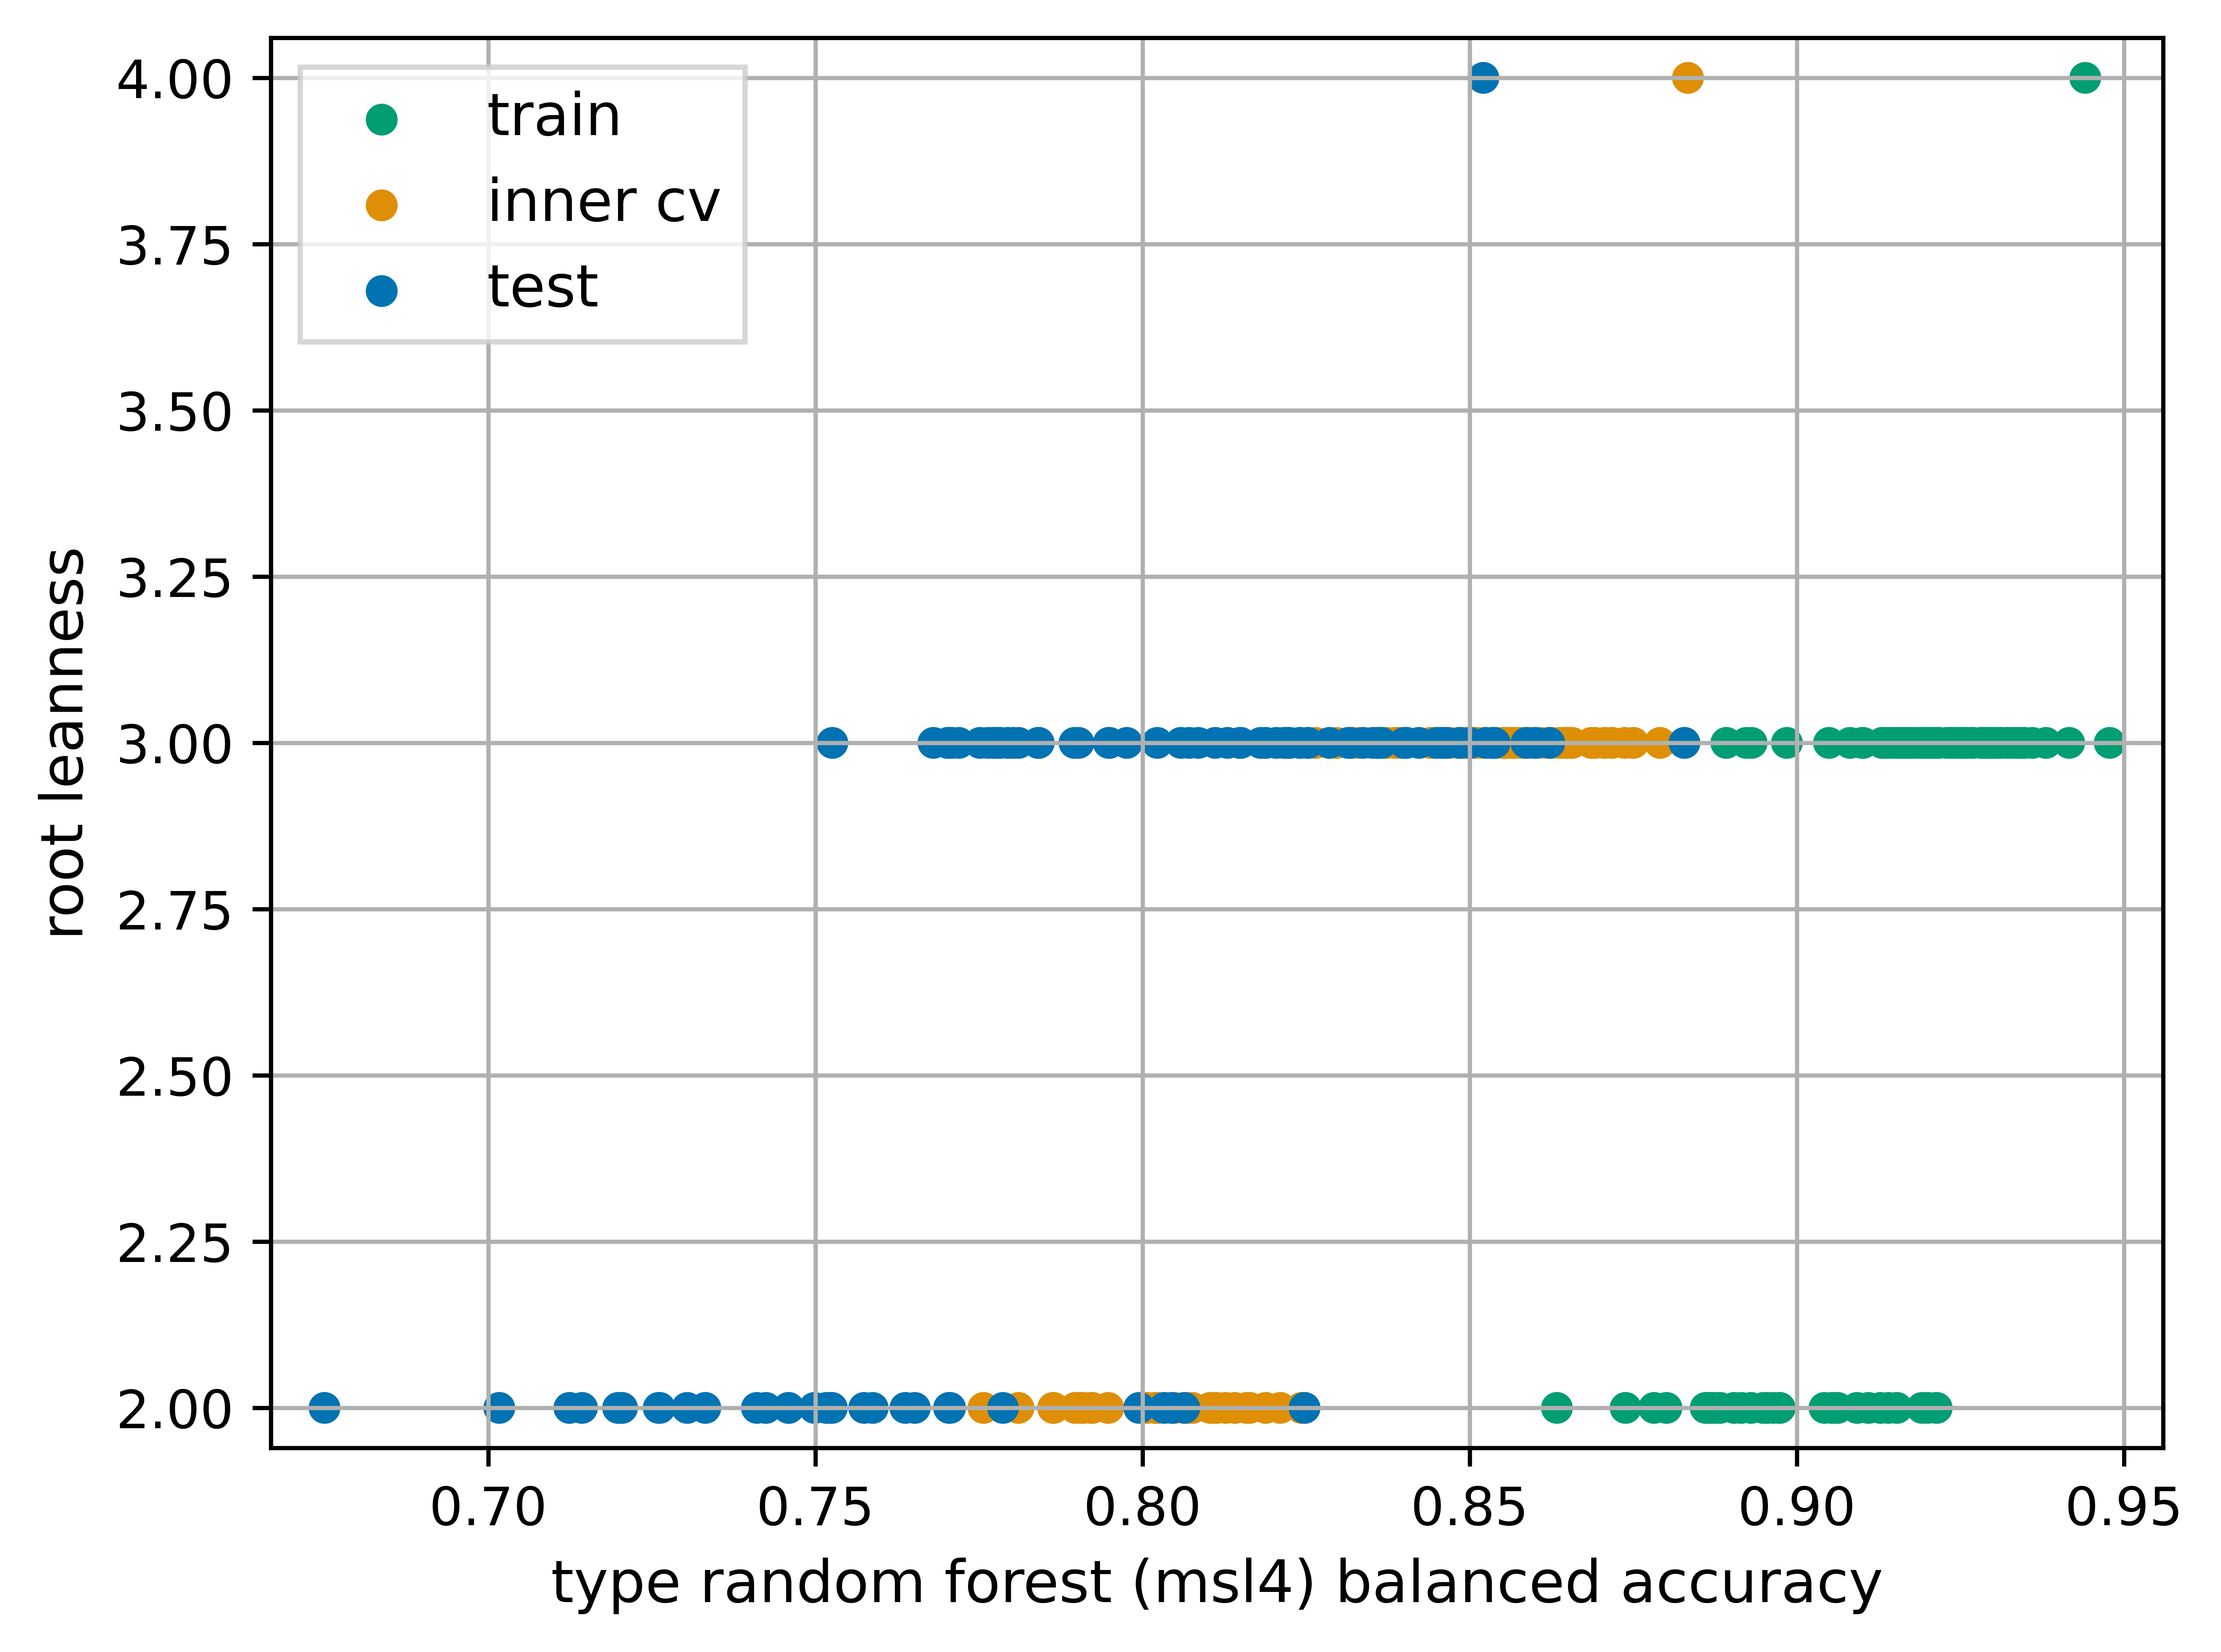 4.00
3.75
3.50
3.25
3.00
2.75
2.50
2.25
2.00
root leanness
train
inner cv
test
0.70 0.75 0.80 0.85 0.90 0.95
type random forest (msl4) balanced accuracy